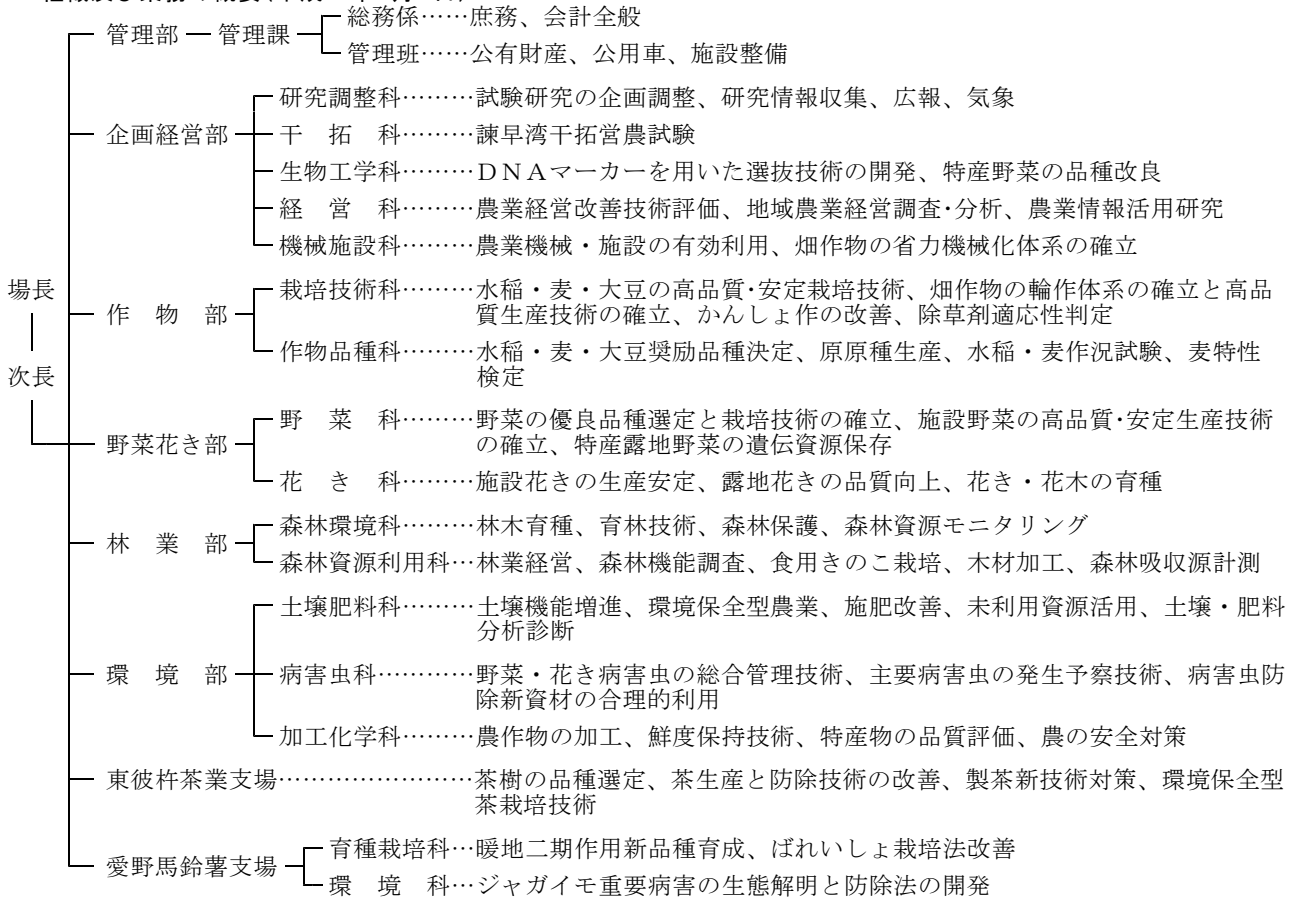 管理部 管理課 総務係……庶務、会計全般
管理班……公有財産、公用車、施設整備
企画経営部
研究調整科………試験研究の企画調整、研究情報収集、広報、気象
干拓科………諫早湾干拓営農試験
生物工学科………ＤＮＡマーカーを用いた選抜技術の開発、特産野菜の品種改良
経営科………農業経営改善技術評価、地域農業経営調査･分析、農業情報活用研究
機械施設科………農業機械・施設の有効利用、畑作物の省力機械化体系の確立
場長
次長
作物部
栽培技術科………水稲・麦・大豆の高品質･安定栽培技術、畑作物の輪作体系の確立と高品
質生産技術の確立、かんしょ作の改善、除草剤適応性判定
作物品種科………水稲・麦・大豆奨励品種決定、原原種生産、水稲・麦作況試験、麦特性
検定
野菜花き部
野菜科………野菜の優良品種選定と栽培技術の確立、施設野菜の高品質･安定生産技術
の確立、特産露地野菜の遺伝資源保存
花き科………施設花きの生産安定、露地花きの品質向上、花き・花木の育種
林業部
森林環境科………林木育種、育林技術、森林保護、森林資源モニタリング
森林資源利用科…林業経営、森林機能調査、食用きのこ栽培、木材加工、森林吸収源計測
環境部
土壌肥料科………土壌機能増進、環境保全型農業、施肥改善、未利用資源活用、土壌・肥料
分析診断
病害虫科…………野菜・花き病害虫の総合管理技術、主要病害虫の発生予察技術、病害虫防
除新資材の合理的利用
加工化学科………農作物の加工、鮮度保持技術、特産物の品質評価、農の安全対策
東彼杵茶業支場……………………茶樹の品種選定、茶生産と防除技術の改善、製茶新技術対策、環境保全型
茶栽培技術
愛野馬鈴薯支場
育種栽培科…暖地二期作用新品種育成、ばれいしょ栽培法改善
環境科…ジャガイモ重要病害の生態解明と防除法の開発